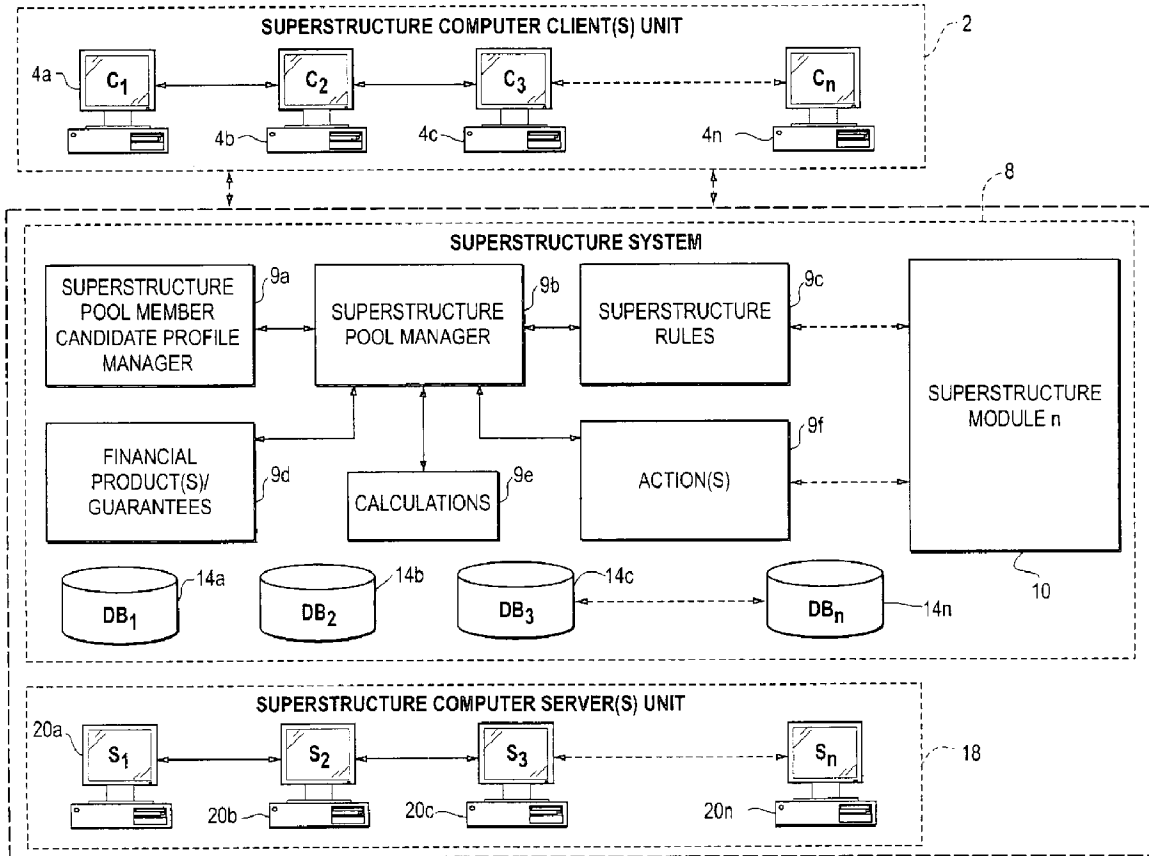 SUPERSTRUCTURE COMPUTER CLIENT(S) UNIT
2
4a
C1
C2
C3
Cn
4b
4c
4n
8
SUPERSTRUCTURE SYSTEM
SUPERSTRUCTURE
POOL MEMBER
CANDIDATE PROFILE
MANAGER
9a
SUPERSTRUCTURE
POOL MANAGER
9b
SUPERSTRUCTURE
RULES
9c
SUPERSTRUCTURE
MODULE n
FINANCIAL
PRODUCT(S)/
GUARANTEES
9d
CALCULATIONS
9e
ACTION(S)
9f
10
DB1
14a
DB2
14b
DB3
14c
DBn
14n
SUPERSTRUCTURE COMPUTER SERVER(S) UNIT
20a
S1
S2
S3
Sn
18
20b
20c
20n